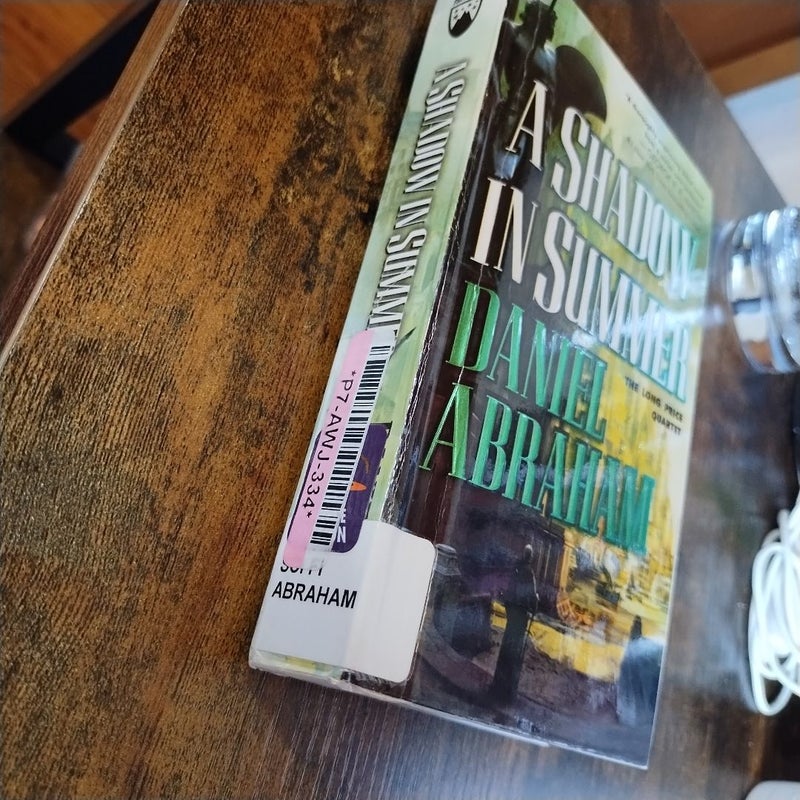 A SHADOW
IN SUMMER
DANIEL
ABRAHAM
THE LONG PRICE
QUARTET
A SHADOW IN SUMME
*P7-AWJ-334*
ABRAHAM